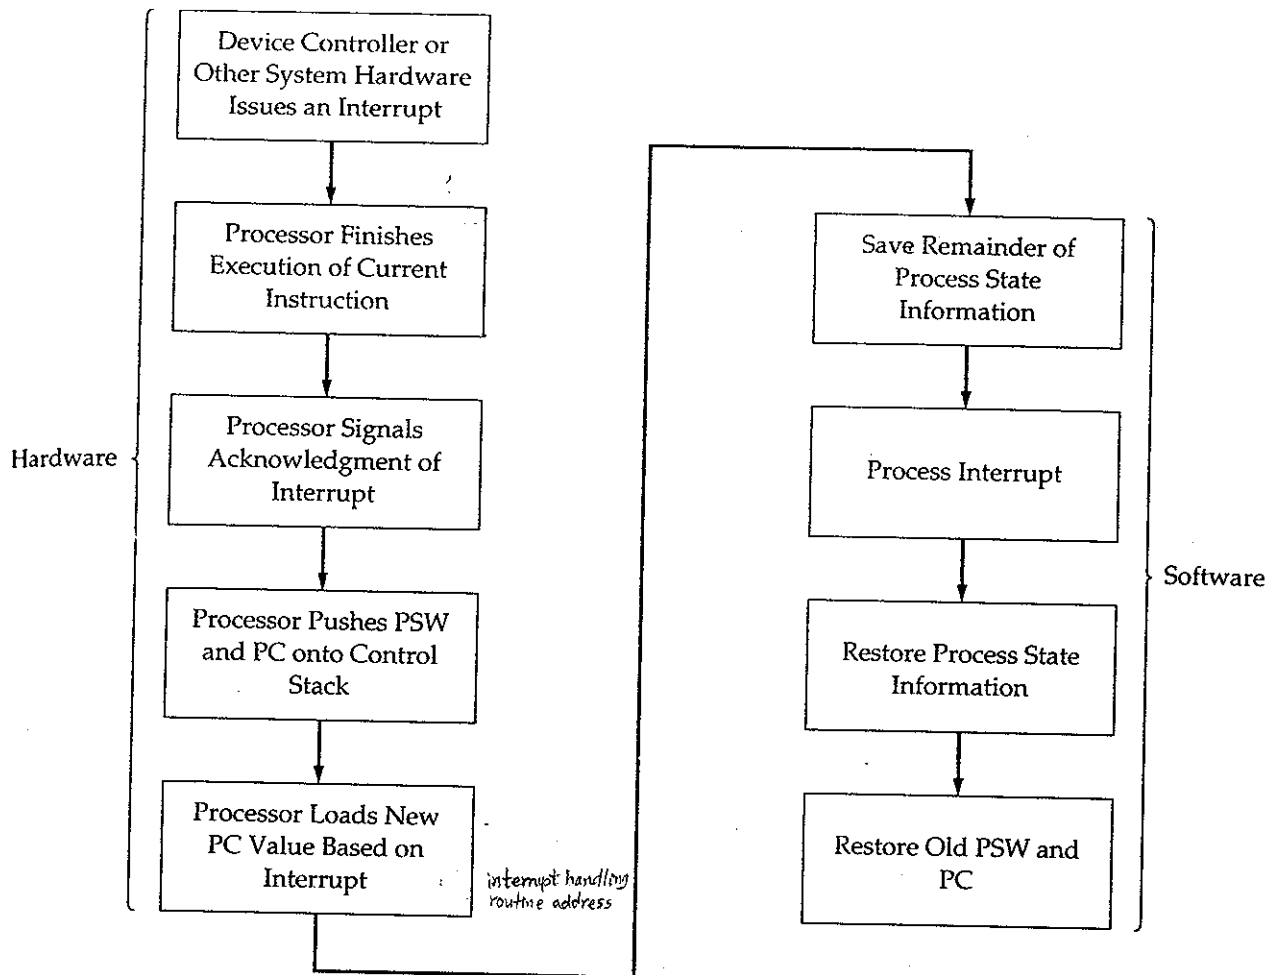 Device Controller or
Other System Hardware
Issues an Interrupt
Processor Finishes
Execution of Current
Instruction
Hardware
Processor Signals
Acknowledgment of
Interrupt
Processor Pushes PSW
and PC onto Control
Stack
Processor Loads New
PC Value Based on
Interrupt
interrupt handling
routine address
Save Remainder of
Process State
Information
Process Interrupt
Software
Restore Process State
Information
Restore Old PSW and
PC